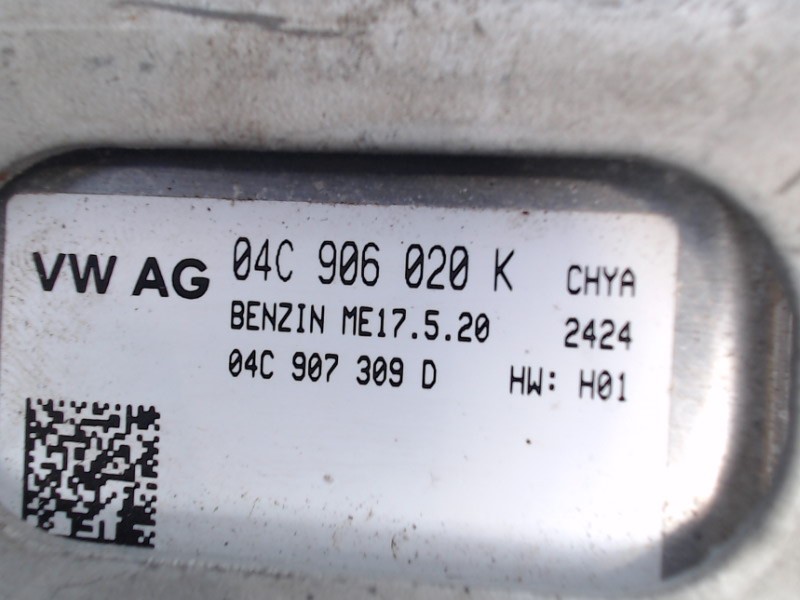 VW AG 04C 906 020 K CHYA
BENZIN ME17.5.20 2424
04C 907 309 D HW: H01